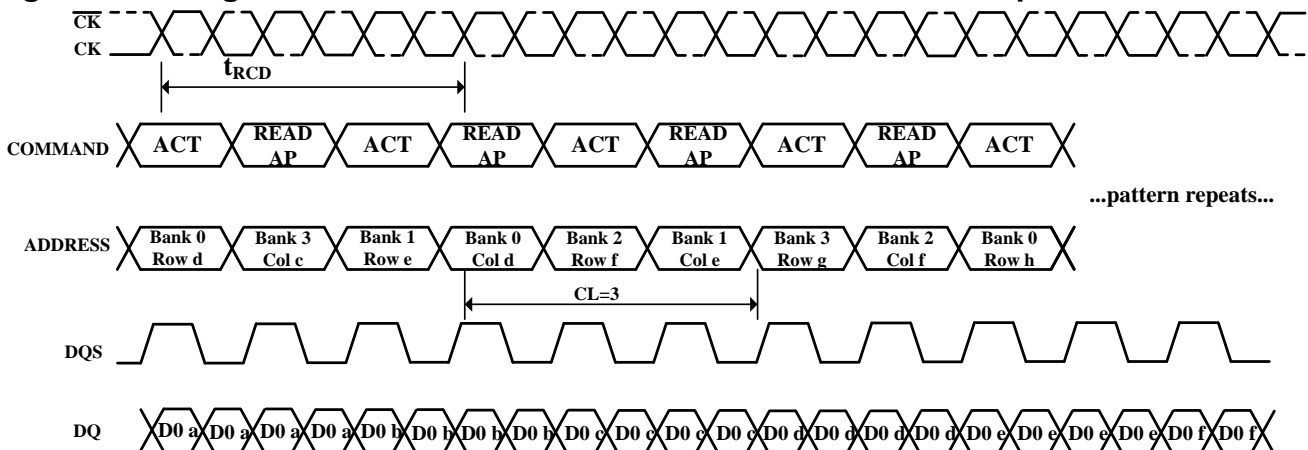 CK
CK
tRCD
COMMAND ACT READ AP ACT READ AP ACT READ AP ACT READ AP ACT
...pattern repeats...
ADDRESS Bank 0 Row d Bank 3 Col c Bank 1 Row e Bank 0 Col d Bank 2 Row f Bank 1 Col e Bank 3 Row g Bank 2 Col f Bank 0 Row h
CL=3
DQS
DQ D0 a D0 a D0 a D0 a D0 b D0 b D0 b D0 b D0 c D0 c D0 c D0 c D0 d D0 d D0 d D0 d D0 e D0 e D0 e D0 e D0 f D0 f